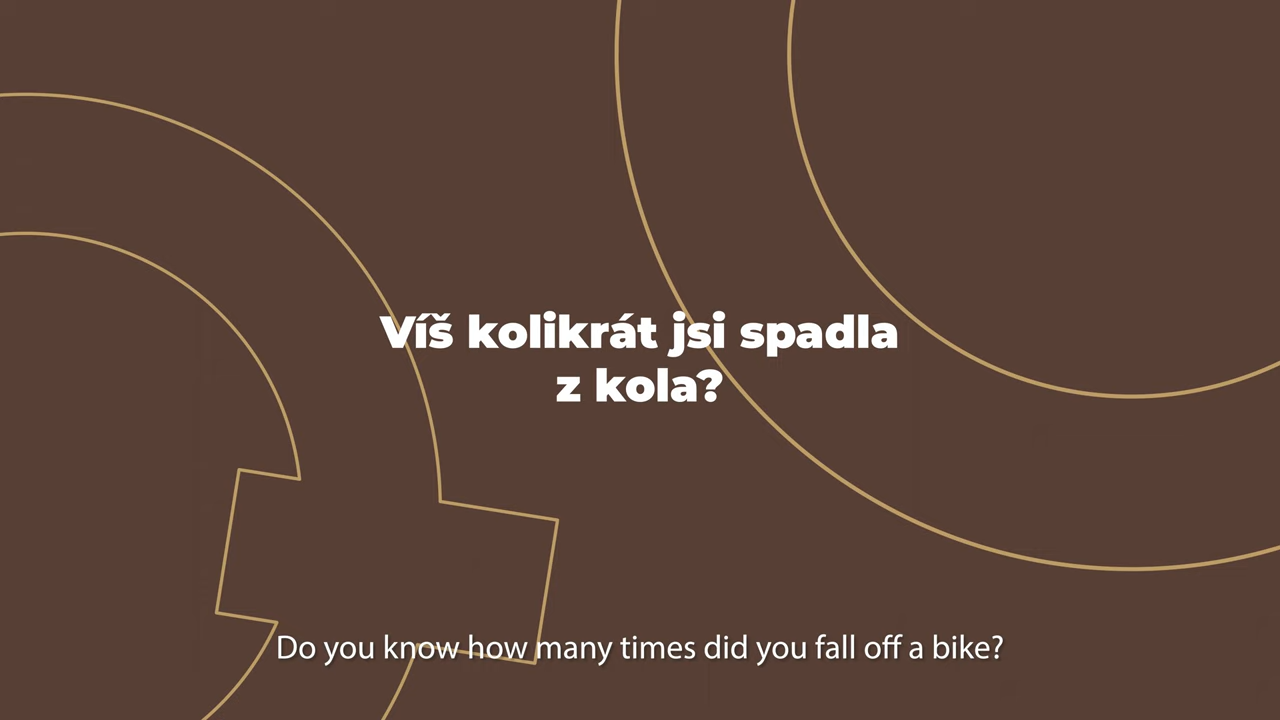 Víš kolikrát jsi spadla
z kola?
Do you know how many times did you fall off a bike?